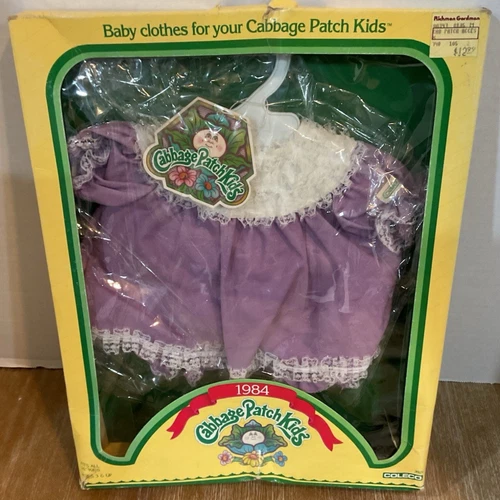 Baby clothes for your Cabbage Patch Kids™
Richman Gordman
$12
Cabbage Patch Kids
1984
Cabbage Patch Kids
COLECO